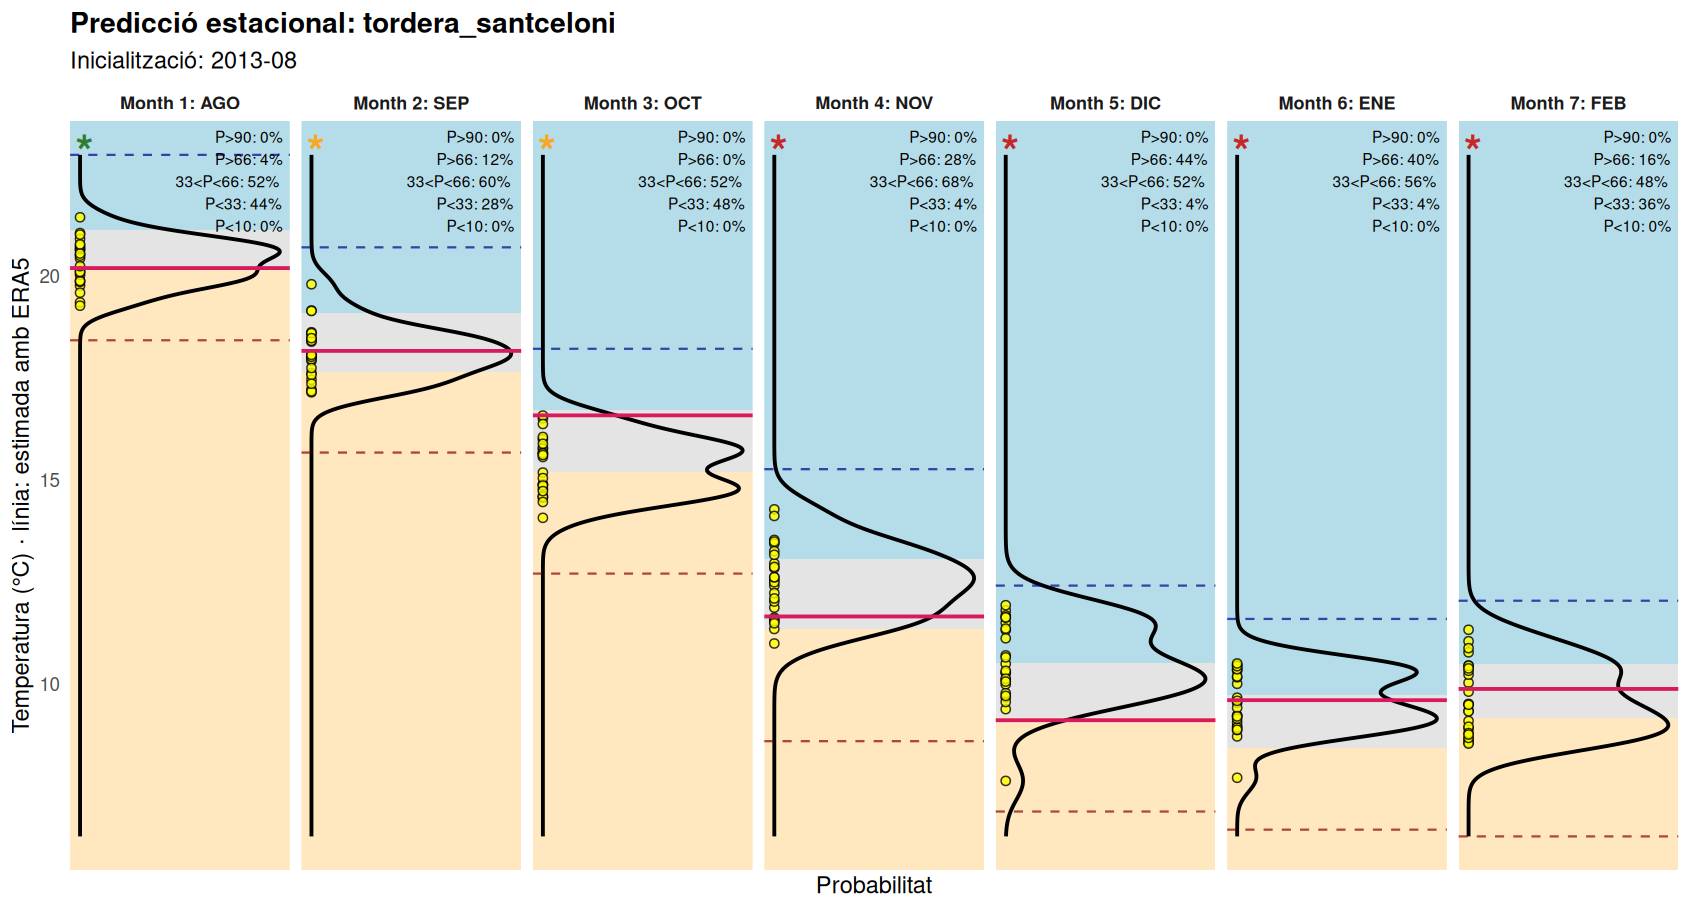 Predicció estacional: tordera_santceloni
Inicialització: 2013-08
Month 1: AGO
Month 2: SEP
Month 3: OCT
Month 4: NOV
Month 5: DIC
Month 6: ENE
Month 7: FEB
*
P>90: 0%
P>66: 4%
33<P<66: 52%
P<33: 44%
P<10: 0%
*
P>90: 0%
P>66: 12%
33<P<66: 60%
P<33: 28%
P<10: 0%
*
P>90: 0%
P>66: 0%
33<P<66: 52%
P<33: 48%
P<10: 0%
*
P>90: 0%
P>66: 28%
33<P<66: 68%
P<33: 4%
P<10: 0%
*
P>90: 0%
P>66: 44%
33<P<66: 52%
P<33: 4%
P<10: 0%
*
P>90: 0%
P>66: 40%
33<P<66: 56%
P<33: 4%
P<10: 0%
*
P>90: 0%
P>66: 16%
33<P<66: 48%
P<33: 36%
P<10: 0%
Temperatura (°C) · línia: estimada amb ERA5
20
15
10
Probabilitat